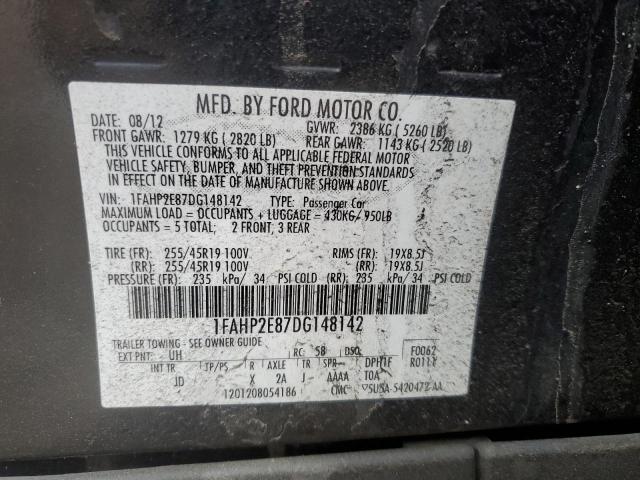 MFD. BY FORD MOTOR CO.
DATE: 08/12 GVWR: 2386 KG ( 5260 LB)
FRONT GAWR: 1279 KG ( 2820 LB) REAR GAWR: 1143 KG ( 2520 LB)
THIS VEHICLE CONFORMS TO ALL APPLICABLE FEDERAL MOTOR
VEHICLE SAFETY, BUMPER, AND THEFT PREVENTION STANDARDS
IN EFFECT ON THE DATE OF MANUFACTURE SHOWN ABOVE.
VIN: 1FAHP2E87DG148142 TYPE: Passenger Car
MAXIMUM LOAD = OCCUPANTS + LUGGAGE = 430KG/ 950LB
OCCUPANTS = 5 TOTAL; 2 FRONT, 3 REAR
TIRE (FR): 255/45R19 100V RIMS (FR): 19X8.5J
(RR): 255/45R19 100V (RR): 19X8.5J
PRESSURE (FR): 235 kPa/ 34 PSI COLD (RR): 235 kPa/ 34 PSI COLD
1FAHP2E87DG148142
TRAILER TOWING - SEE OWNER GUIDE
EXT PNT: UH RC: 58 DSO: F0062
INT TR TP/PS R AXLE TR SPR DPH1F R0111
JD X 2A J AAAA T0A
1201208054186 CMC 5U5A-5420472-AA